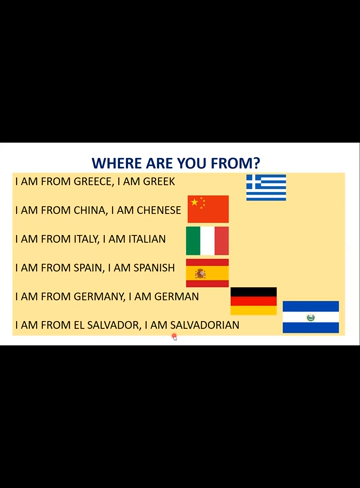 WHERE ARE YOU FROM?
I AM FROM GREECE, I AM GREEK
I AM FROM CHINA, I AM CHENESE
I AM FROM ITALY, I AM ITALIAN
I AM FROM SPAIN, I AM SPANISH
I AM FROM GERMANY, I AM GERMAN
I AM FROM EL SALVADOR, I AM SALVADORIAN